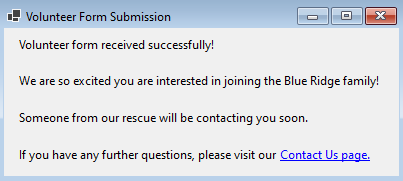 Volunteer Form Submission
Volunteer form received successfully!
We are so excited you are interested in joining the Blue Ridge family!
Someone from our rescue will be contacting you soon.
If you have any further questions, please visit our Contact Us page.